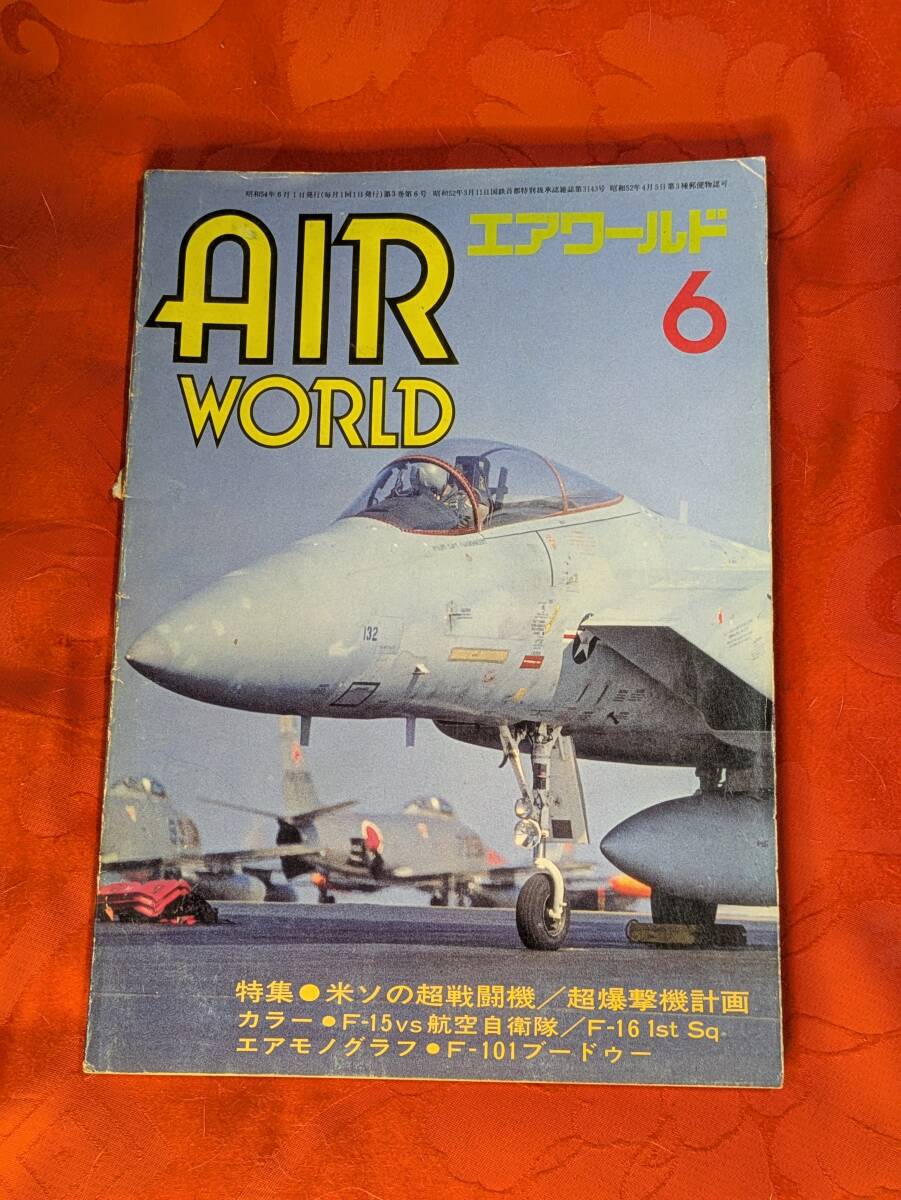 昭和54年6月1日発行(毎月1回1日発行)第3巻第6号 昭和52年3月11日国鉄首都特別扱承認雑誌第3143号 昭和52年4月5日第3種郵便物認可
AIR
WORLD
エアワールド
6
132
特集●米ソの超戦闘機/超爆撃機計画
カラー●F-15vs航空自衛隊/F-16 1st Sq.
エアモノグラフ●F-101ブードゥー